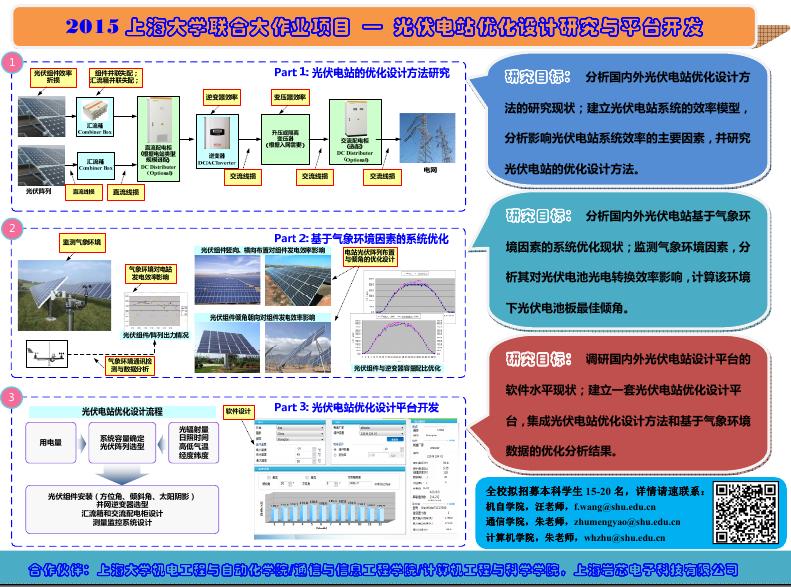 2015 上海大学联合大作业项目 — 光伏电站优化设计研究与平台开发
1
Part 1: 光伏电站的优化设计方法研究
光伏组件效率
折损
组件并联失配；
汇流箱并联失配；
逆变器效率
变压器效率
汇流箱
Combiner Box
汇流箱
Combiner Box
直流配电柜
(根据电站类型
规模选配)
DC Distributor
(Optional)
逆变器
DC/AC Inverter
升压或隔离
变压器
(根据入网需要)
交流配电柜
(选选)
DC Distributor
(Optional)
电网
光伏阵列
直流线损
直流线损
交流线损
交流线损
交流线损
研究目标： 分析国内外光伏电站优化设计方
法的研究现状；建立光伏电站系统的效率模型，
分析影响光伏电站系统效率的主要因素，并研究
光伏电站的优化设计方法。
2
Part 2: 基于气象环境因素的系统优化
监测气象环境
气象环境对电站
发电效率影响
光伏组件/阵列出力情况
气象环境通讯检
测与数据分析
光伏组件竖向、横向布置对组件发电效率影响
光伏组件倾角朝向对组件发电效率影响
电站光伏阵列布置
与倾角的优化设计
光伏组件与逆变器容量配比优化
研究目标： 分析国内外光伏电站基于气象环
境因素的系统优化现状；监测气象环境因素，分
析其对光伏电池光电转换效率影响，计算该环境
下光伏电池板最佳倾角。
3
Part 3: 光伏电站优化设计平台开发
光伏电站优化设计流程
软件设计
用电量
系统容量确定
光伏阵列选型
光辐射量
日照时间
高低气温
经度纬度
光伏组件安装（方位角、倾斜角、太阳阴影）
并网逆变器选型
汇流箱和交流配电柜设计
测量监控系统设计
研究目标： 调研国内外光伏电站设计平台的
软件水平现状；建立一套光伏电站优化设计平
台，集成光伏电站优化设计方法和基于气象环境
数据的优化分析结果。
全校拟招募本科学生 15-20 名，详情请速联系：
机自学院，汪老师，f.wang@shu.edu.cn
通信学院，朱老师，zhumengyao@shu.edu.cn
计算机学院，朱老师，whzhu@shu.edu.cn
合作伙伴：上海大学机电工程与自动化学院/通信与信息工程学院/计算机工程与科学学院，上海岩芯电子科技有限公司